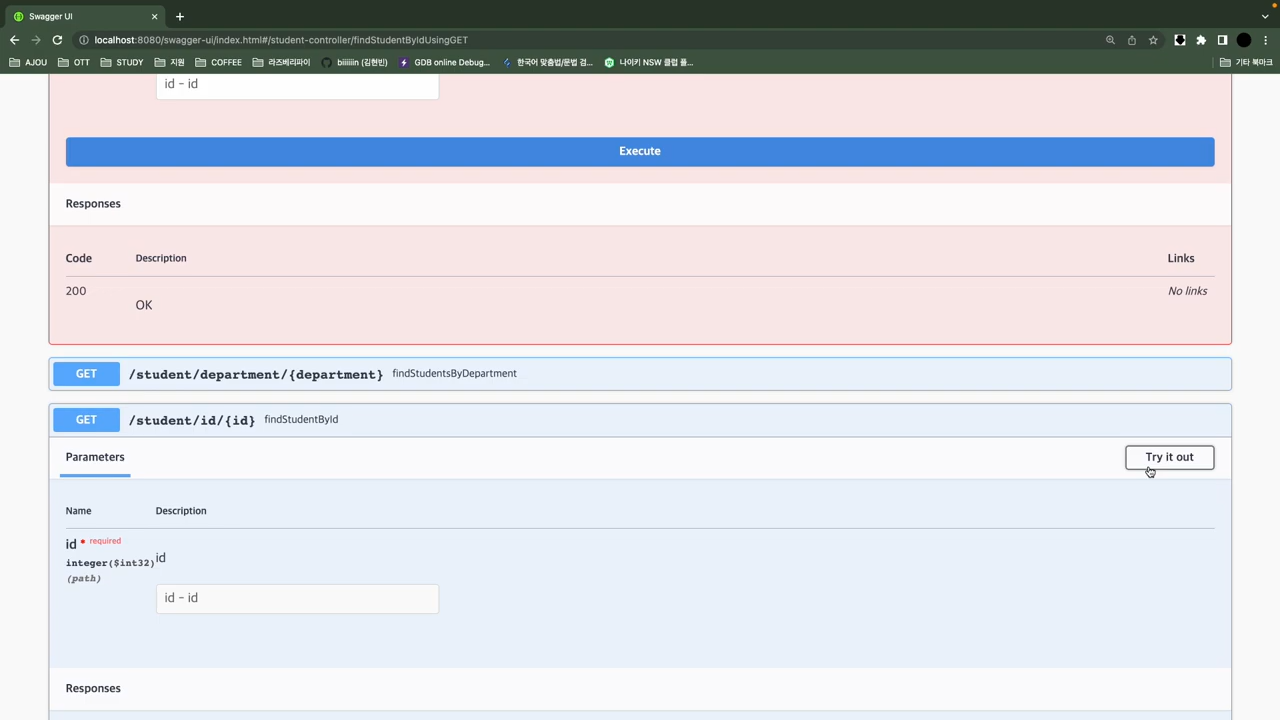 Swagger UI
localhost:8080/swagger-ui/index.html#/student-controller/findStudentByIdUsingGET
AJOU OTT STUDY 지원 COFFEE 라즈베리파이 biiiiiin (김현빈) GDB online Debug... 한국어 맞춤법/문법 검... 나이키 NSW 클럽 플... 기타 북마크
id - id
Execute
Responses
Code Description Links
200 No links
OK
GET /student/department/{department} findStudentsByDepartment
GET /student/id/{id} findStudentById
Parameters Try it out
Name Description
id * required
integer($int32) id
(path)
id - id
Responses